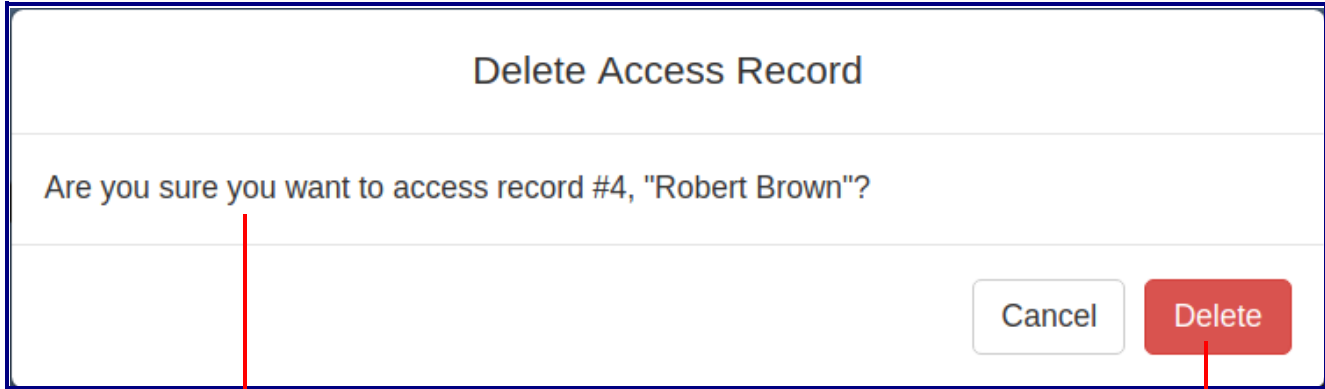 Delete Access Record
Are you sure you want to access record #4, "Robert Brown"?
Cancel Delete